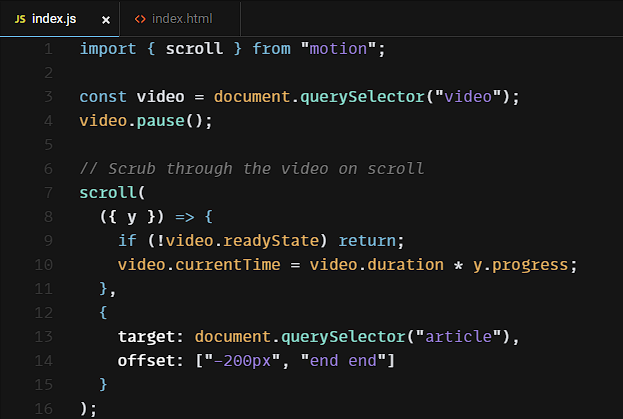 JS index.js × <> index.html
1 import { scroll } from "motion";
2
3 const video = document.querySelector("video");
4 video.pause();
5
6 // Scrub through the video on scroll
7 scroll(
8 ({ y }) => {
9 if (!video.readyState) return;
10 video.currentTime = video.duration * y.progress;
11 },
12 {
13 target: document.querySelector("article"),
14 offset: ["-200px", "end end"]
15 }
16 );